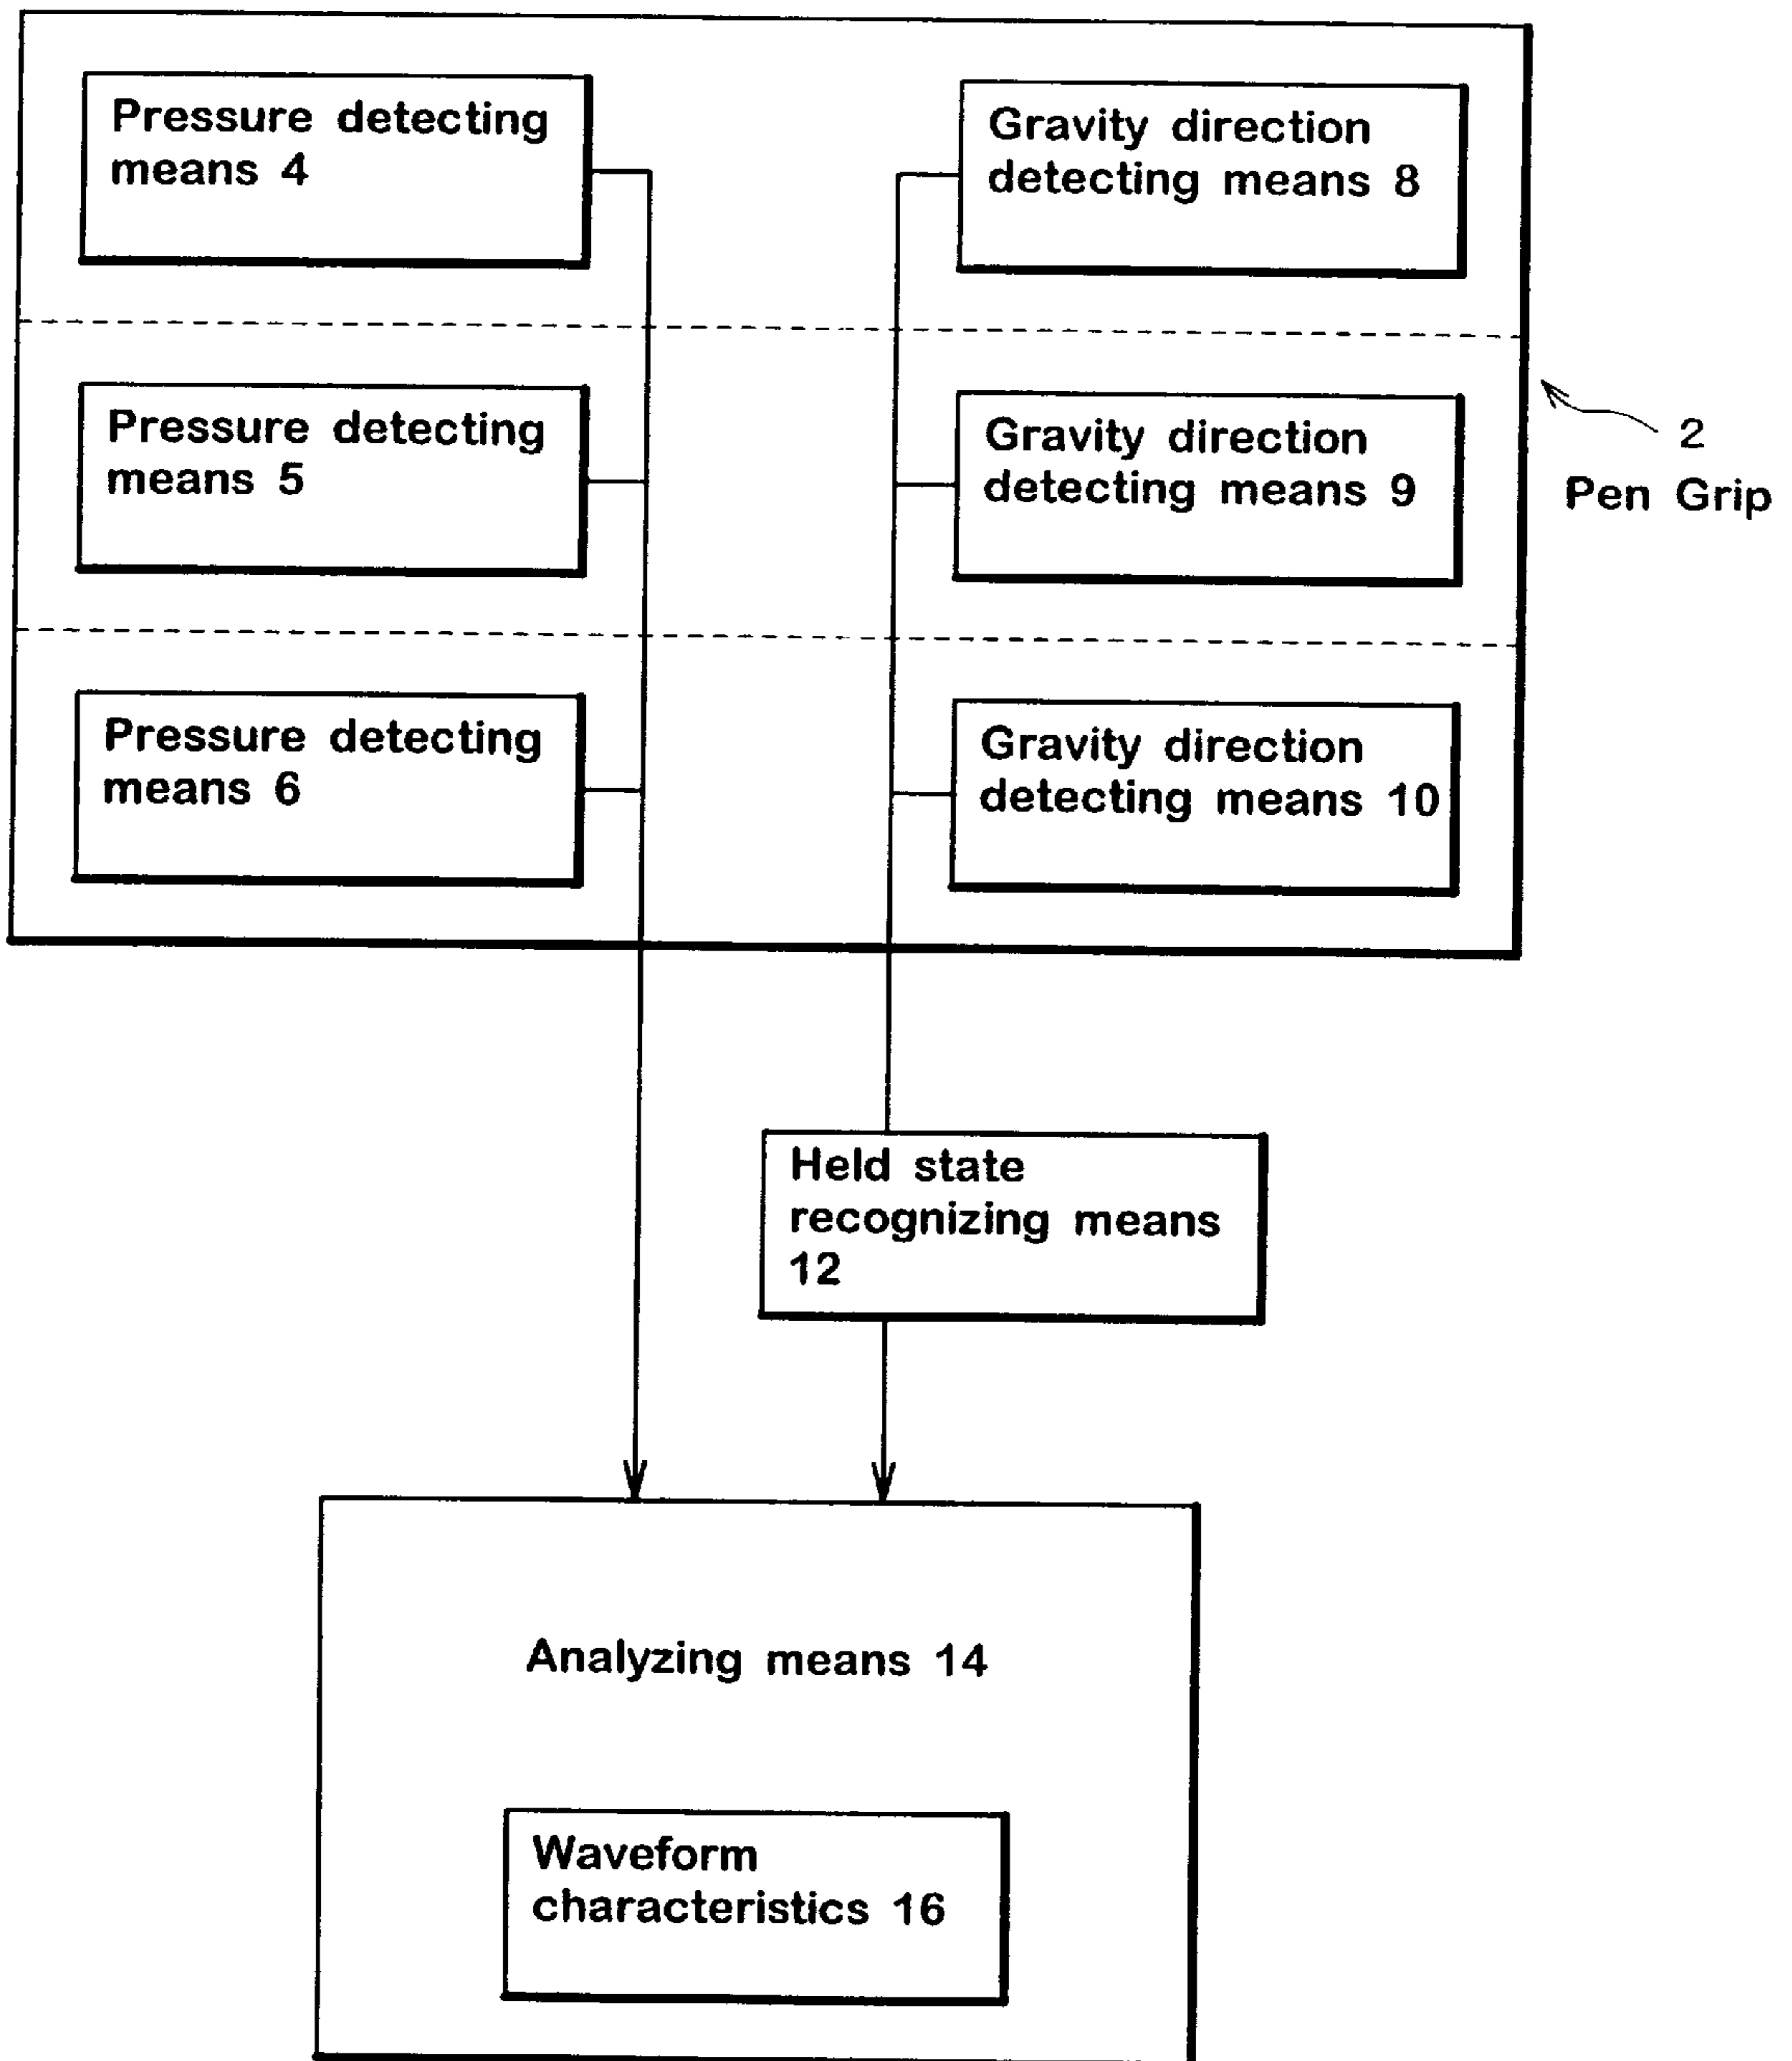 Pressure detecting
means 4
Gravity direction
detecting means 8
Pressure detecting
means 5
Gravity direction
detecting means 9
2
Pen Grip
Pressure detecting
means 6
Gravity direction
detecting means 10
Held state
recognizing means
12
Analyzing means 14
Waveform
characteristics 16